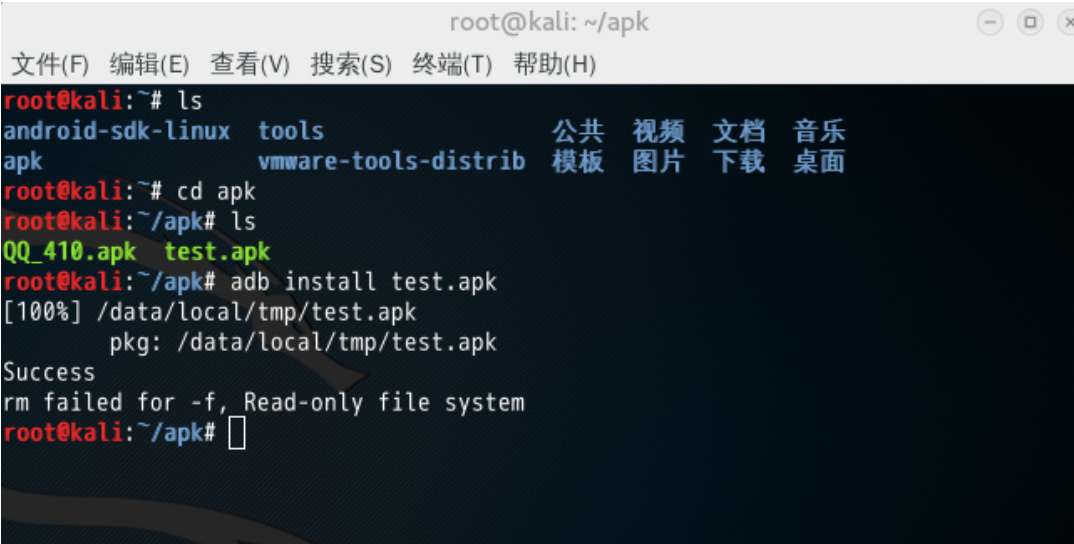 root@kali: ~/apk
文件(F) 编辑(E) 查看(V) 搜索(S) 终端(T) 帮助(H)
root@kali:~# ls
android-sdk-linux  tools                 公共  视频  文档  音乐
apk                vmware-tools-distrib  模板  图片  下载  桌面
root@kali:~# cd apk
root@kali:~/apk# ls
QQ_410.apk  test.apk
root@kali:~/apk# adb install test.apk
[100%] /data/local/tmp/test.apk
        pkg: /data/local/tmp/test.apk
Success
rm failed for -f, Read-only file system
root@kali:~/apk#